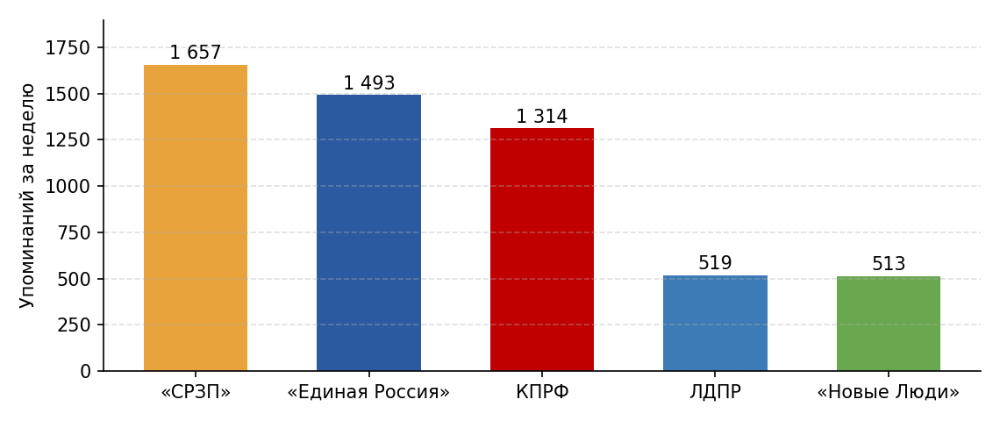 Упоминаний за неделю
1750
1500
1250
1000
750
500
250
0
1 657
1 493
1 314
519
513
«СРЗП»
«Единая Россия»
КПРФ
ЛДПР
«Новые Люди»